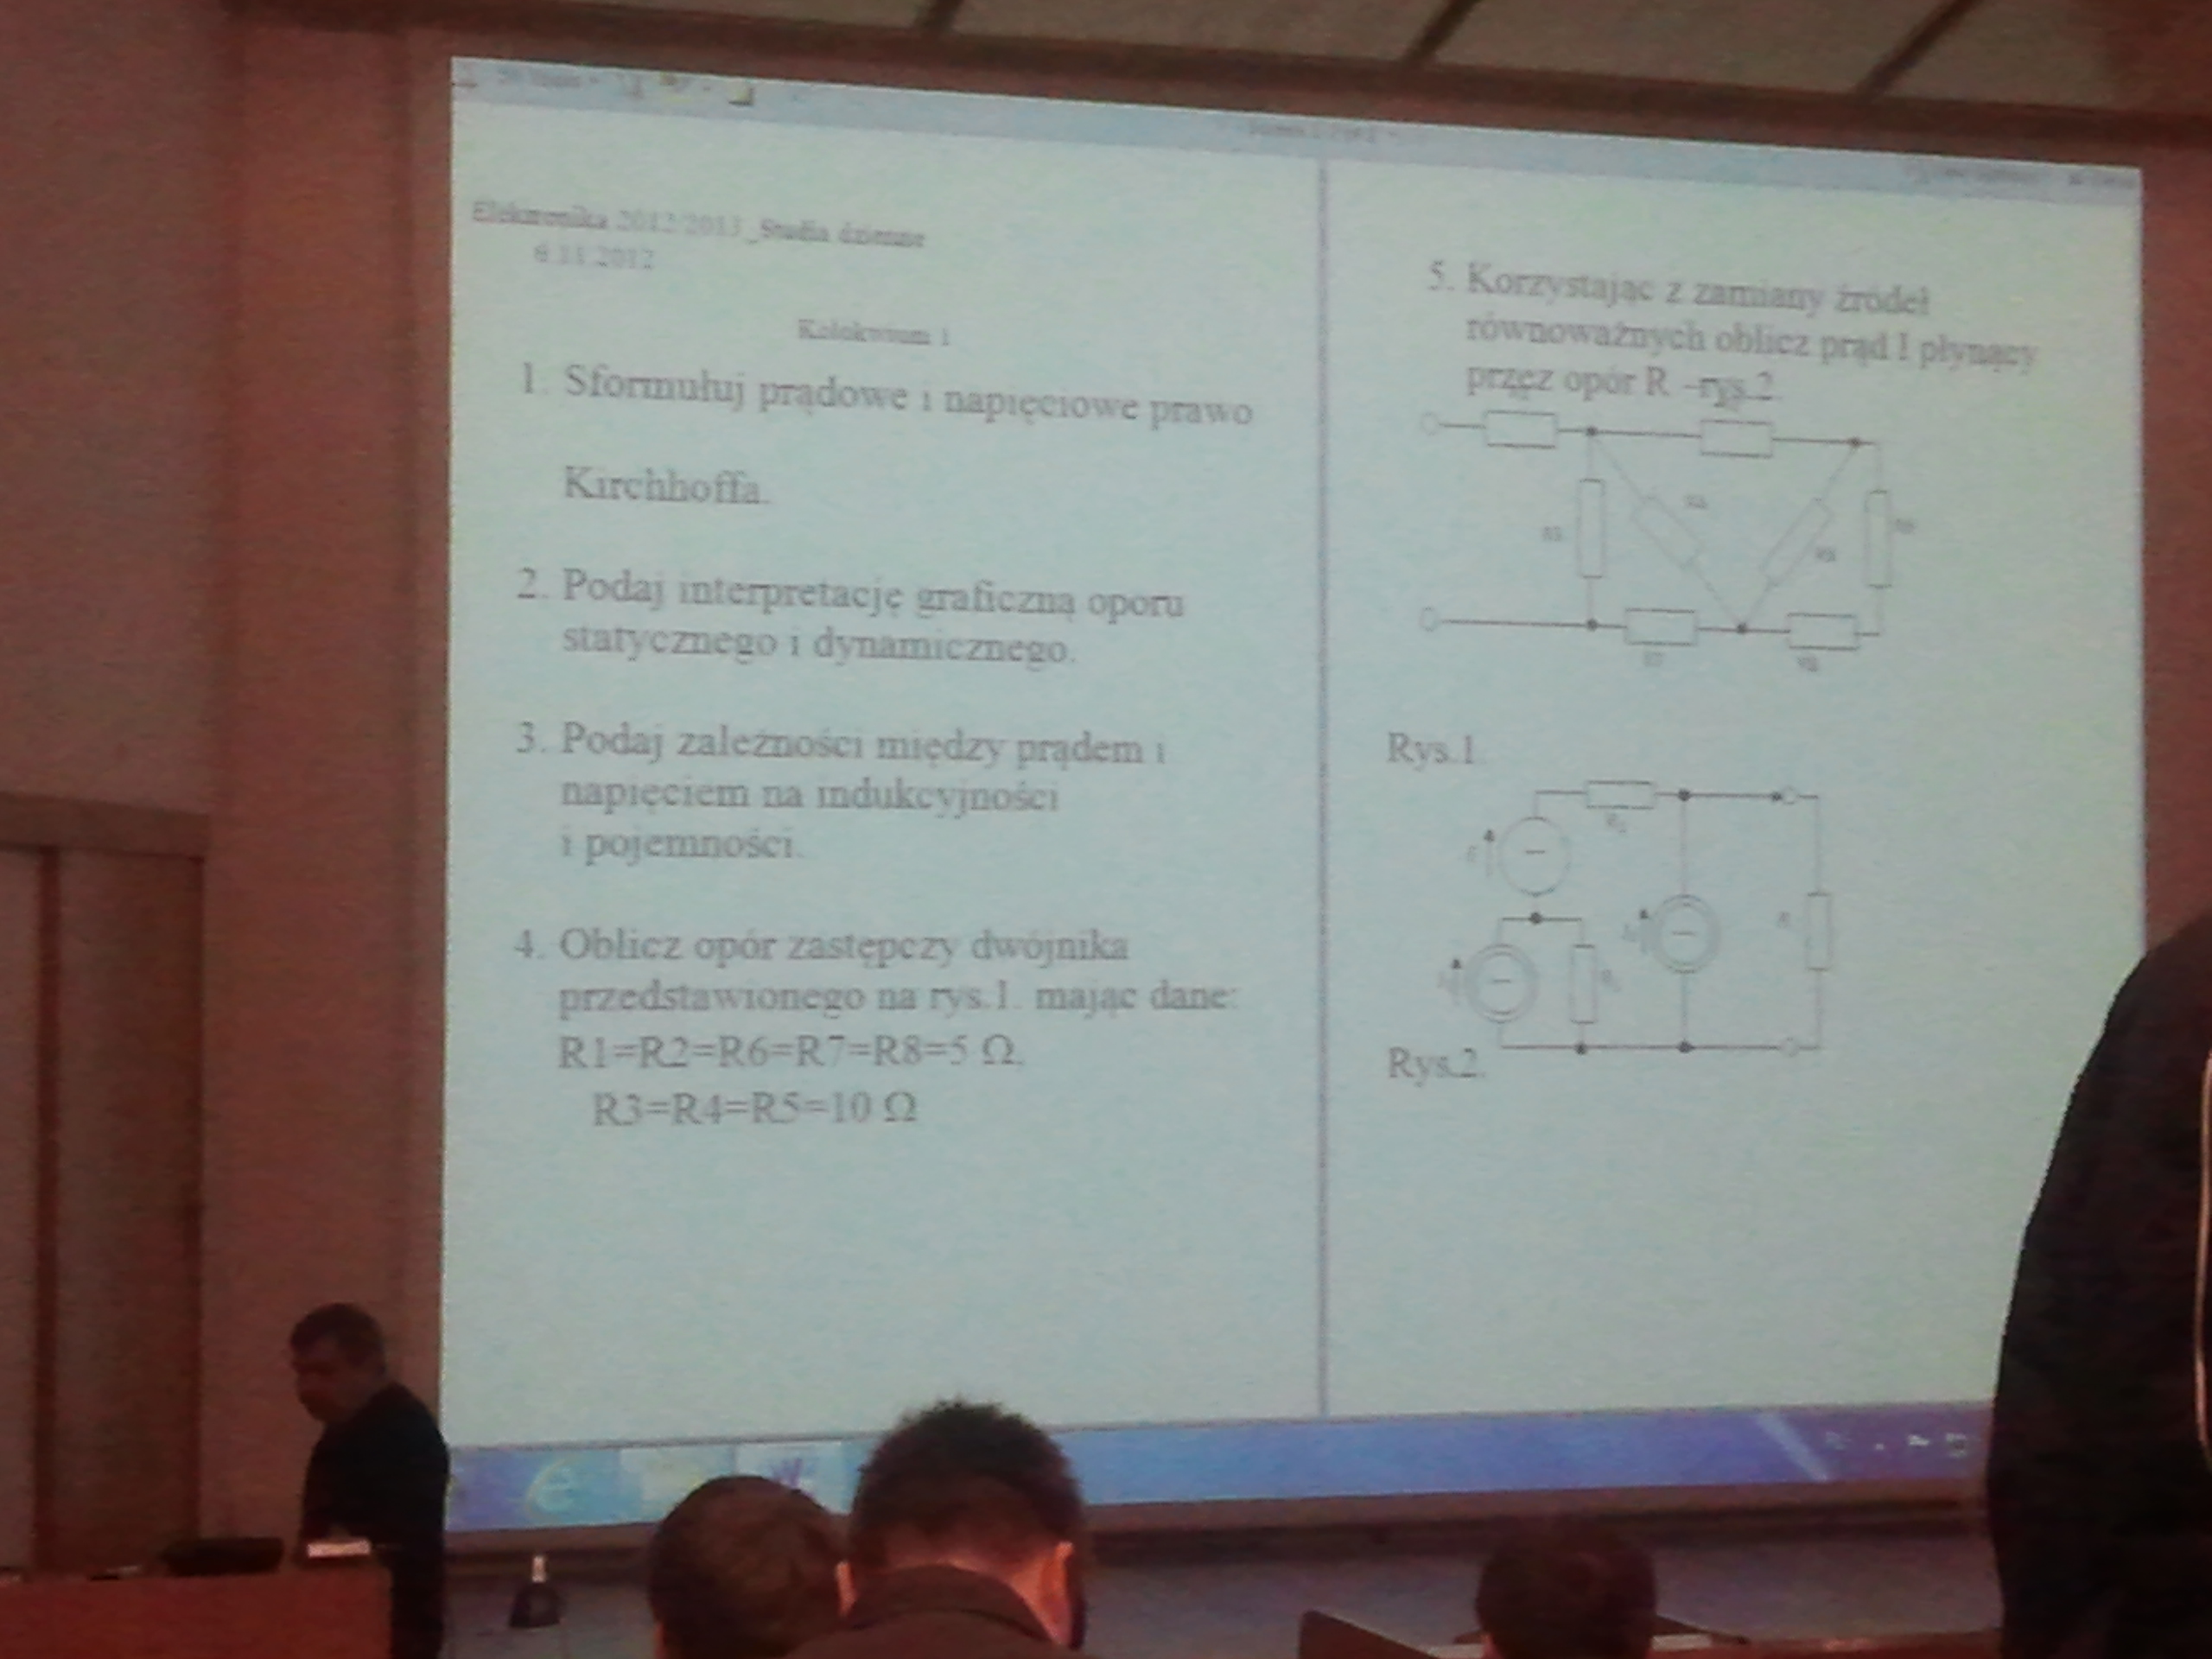 Elektronika 2012/2013_Studia dzienne
6.11.2012
Kolokwium 1
1. Sformułuj prądowe i napięciowe prawo
Kirchhoffa.
2. Podaj interpretację graficzną oporu
statycznego i dynamicznego.
3. Podaj zależności między prądem i
napięciem na indukcyjności
i pojemności.
4. Oblicz opór zastępczy dwójnika
przedstawionego na rys.1. mając dane:
R1=R2=R6=R7=R8=5 Ω.
R3=R4=R5=10 Ω
5. Korzystając z zamiany źródeł
równoważnych oblicz prąd I płynący
przez opór R –rys.2.
Rys.1.
Rys.2.